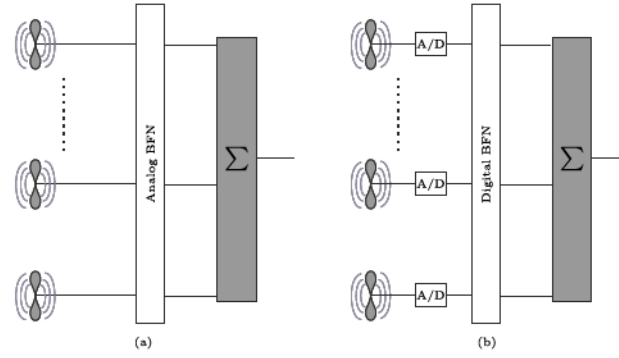 Analog BFN
∑
(a)
A/D
A/D
A/D
Digital BFN
∑
(b)